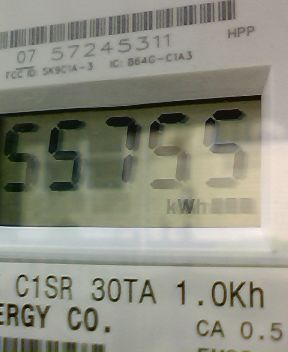 07 57245311
HPP
FCC ID: SK9C1A-3 IC: 864G-C1A3
55755
kWh
C1SR 30TA 1.0Kh
ERGY CO.
CA 0.5